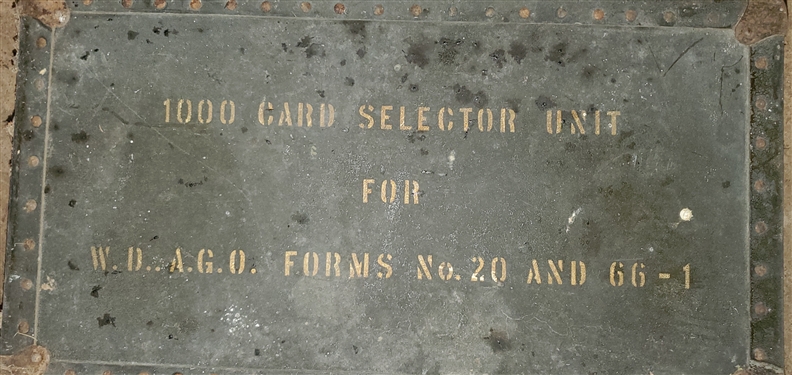 1000 CARD SELECTOR UNIT
FOR
W.D., A.G.O. FORMS No. 20 AND 66-1